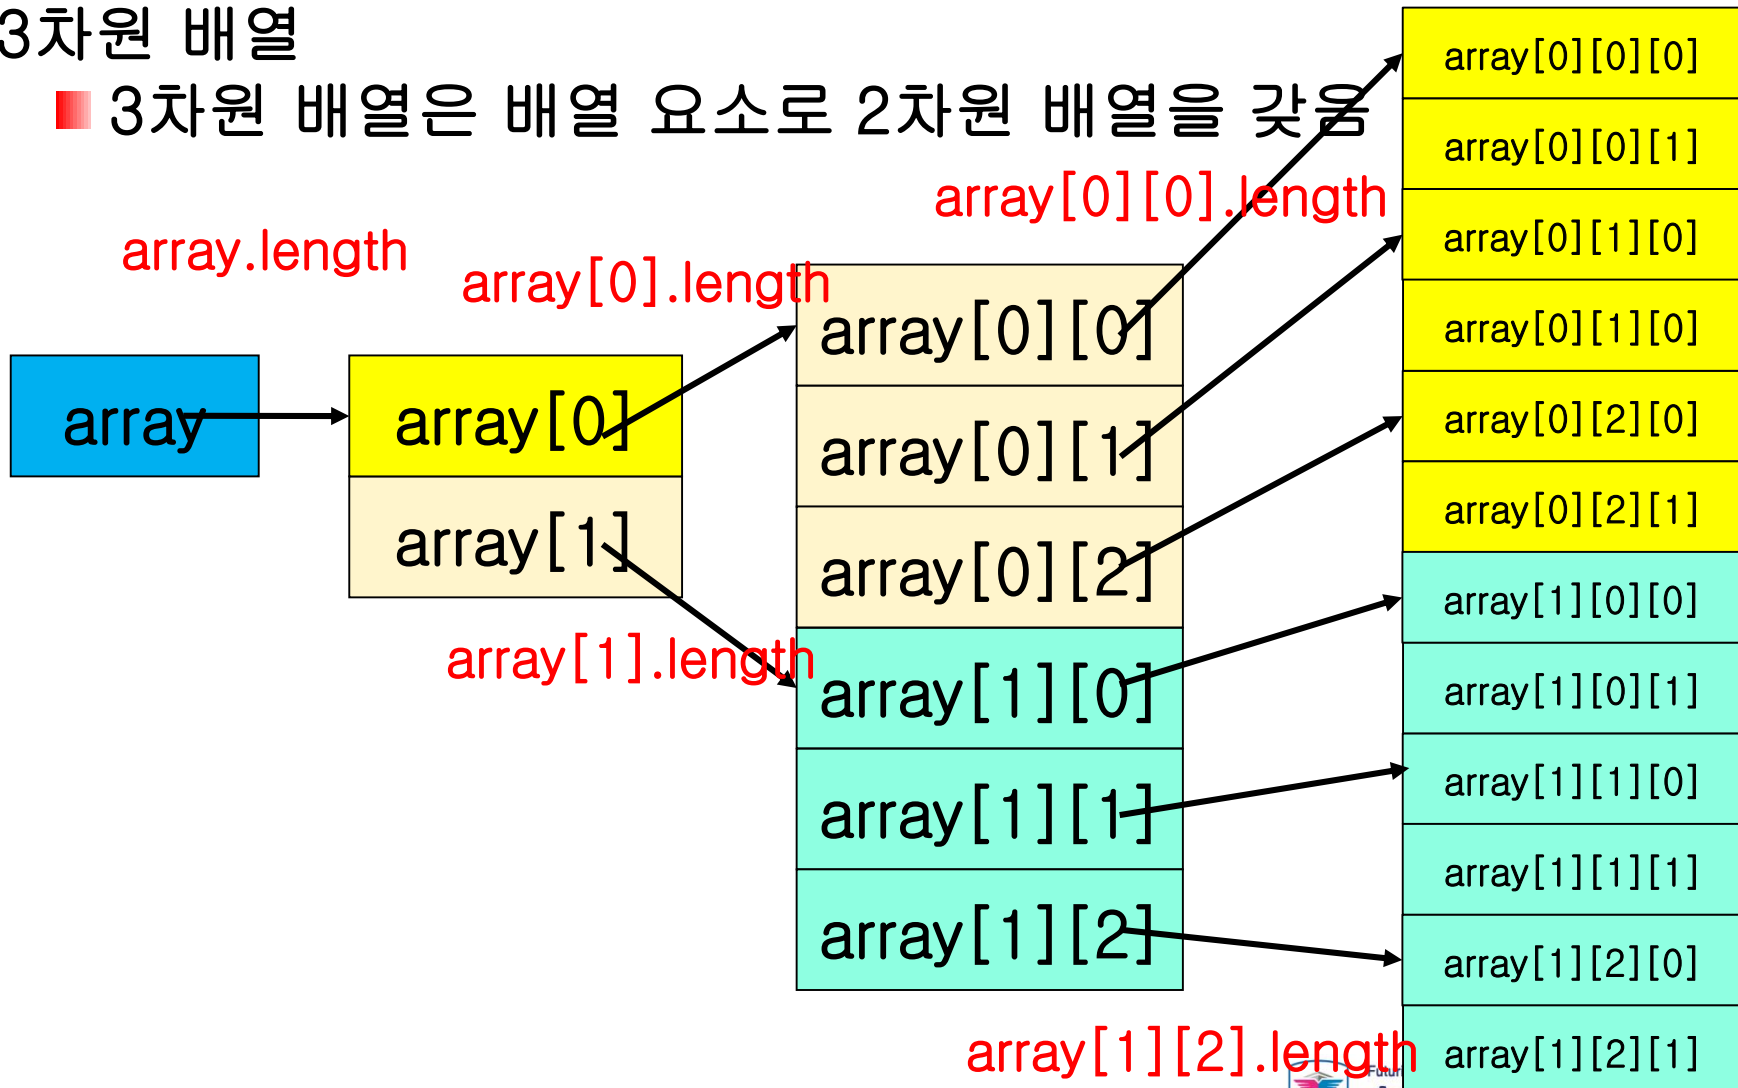 3차원 배열
3차원 배열은 배열 요소로 2차원 배열을 갖음
array.length
array[0].length
array[0][0].length
array
array[0]
array[1]
array[1].length
array[0][0]
array[0][1]
array[0][2]
array[1][0]
array[1][1]
array[1][2]
array[1][2].length
array[0][0][0]
array[0][0][1]
array[0][1][0]
array[0][1][0]
array[0][2][0]
array[0][2][1]
array[1][0][0]
array[1][0][1]
array[1][1][0]
array[1][1][1]
array[1][2][0]
array[1][2][1]